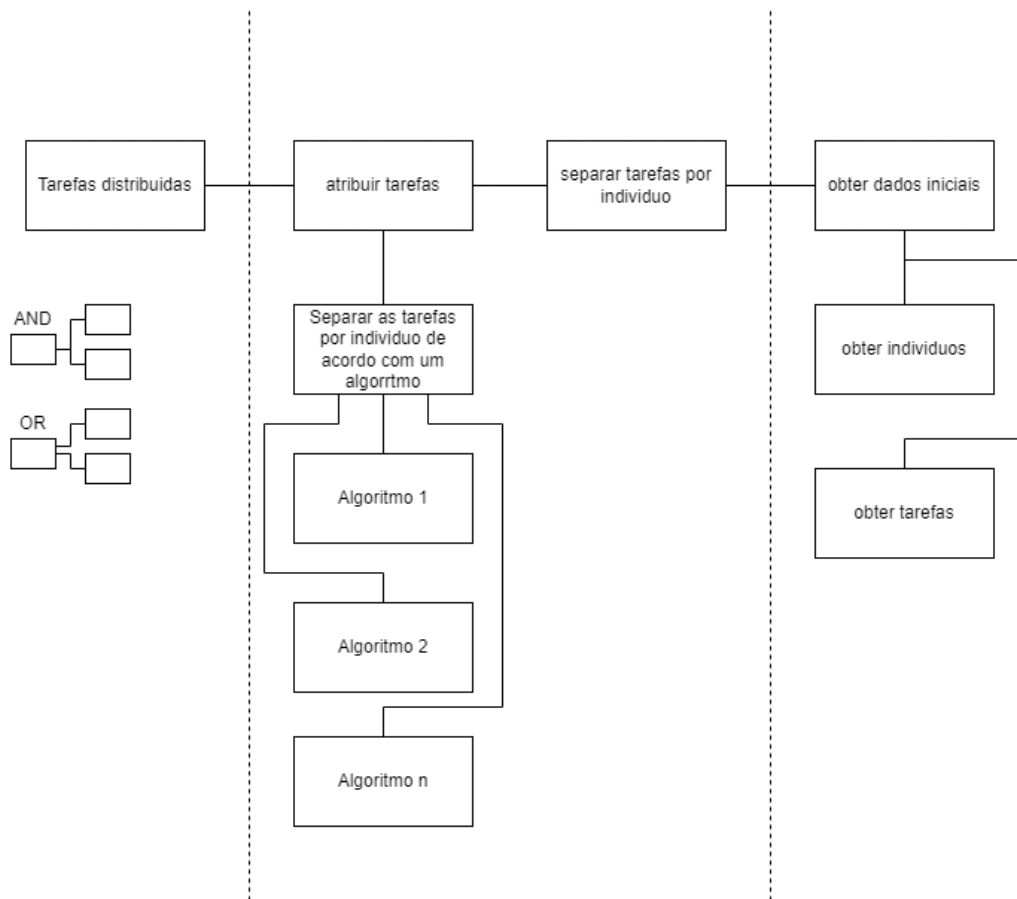 Tarefas distribuidas
atribuir tarefas
separar tarefas por
individuo
obter dados iniciais
AND
OR
Separar as tarefas
por individuo de
acordo com um
algorrtmo
Algoritmo 1
Algoritmo 2
Algoritmo n
obter individuos
obter tarefas